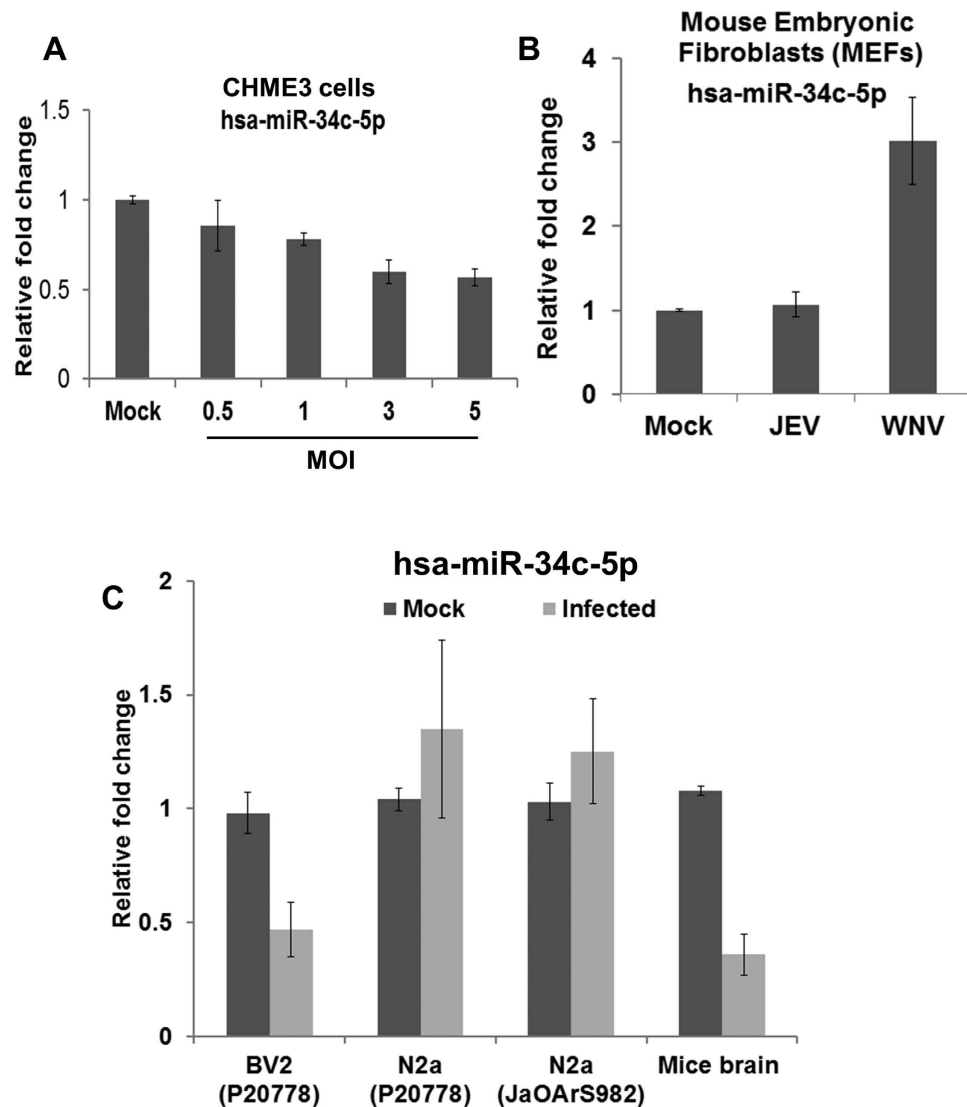 A
CHME3 cells
hsa-miR-34c-5p
Relative fold change
1.5
1
0.5
0
Mock 0.5 1 3 5
MOI
B
Mouse Embryonic
Fibroblasts (MEFs)
hsa-miR-34c-5p
Relative fold change
4
3
2
1
0
Mock JEV WNV
C
hsa-miR-34c-5p
Mock Infected
Relative fold change
2
1.5
1
0.5
0
BV2 N2a N2a Mice brain
(P20778) (P20778) (JaOArS982)